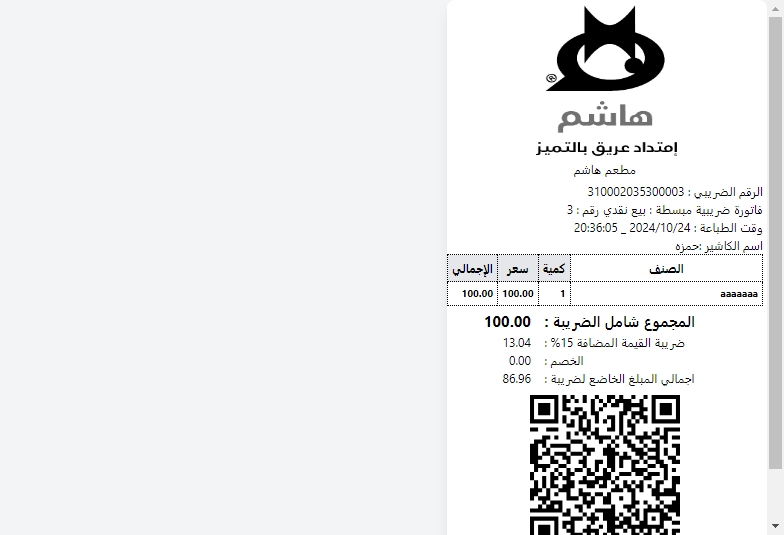 ®
هاشم
إمتداد عريق بالتميز
مطعم هاشم
الرقم الضريبي : 310002035300003
فاتورة ضريبية مبسطة : بيع نقدي رقم : 3
وقت الطباعة : 2024/10/24 _ 20:36:05
اسم الكاشير :حمزه
الصنف كمية سعر الإجمالي
aaaaaaa 1 100.00 100.00
المجموع شامل الضريبة : 100.00
ضريبة القيمة المضافة 15% : 13.04
الخصم : 0.00
اجمالي المبلغ الخاضع لضريبة : 86.96